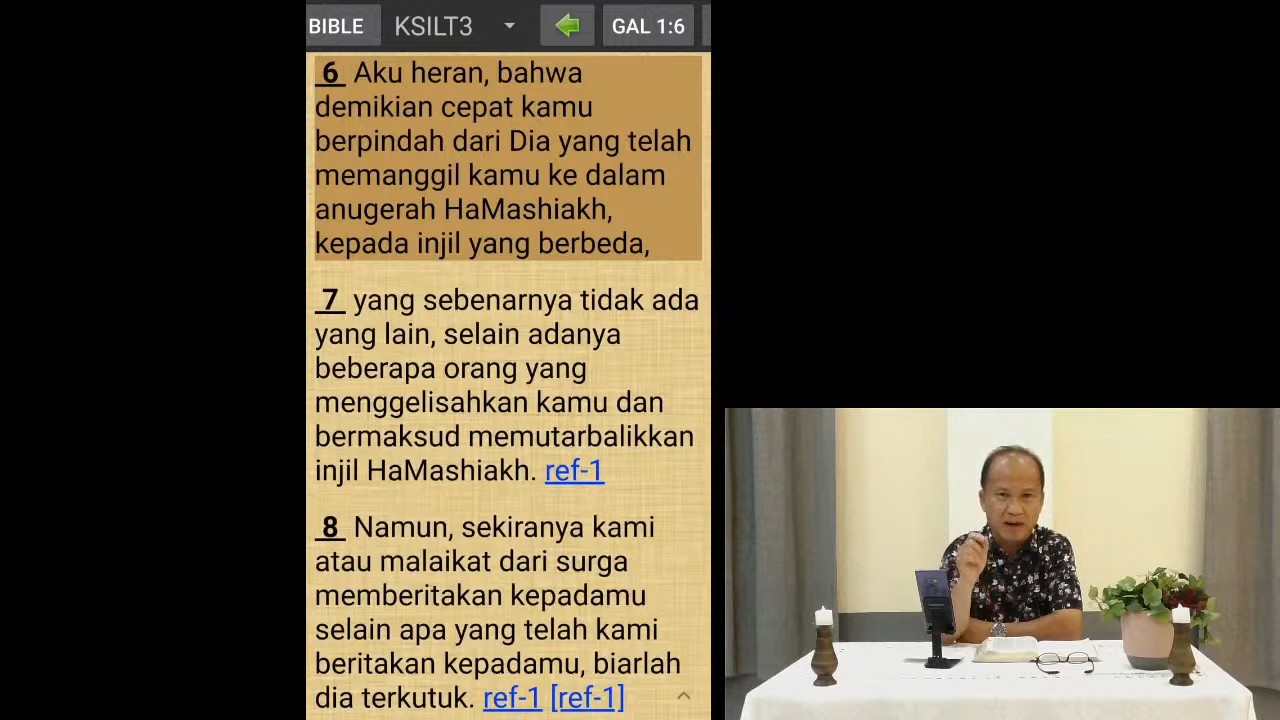 BIBLE KSILT3 GAL 1:6
6 Aku heran, bahwa
demikian cepat kamu
berpindah dari Dia yang telah
memanggil kamu ke dalam
anugerah HaMashiakh,
kepada injil yang berbeda,
7 yang sebenarnya tidak ada
yang lain, selain adanya
beberapa orang yang
menggelisahkan kamu dan
bermaksud memutarbalikkan
injil HaMashiakh. ref-1
8 Namun, sekiranya kami
atau malaikat dari surga
memberitakan kepadamu
selain apa yang telah kami
beritakan kepadamu, biarlah
dia terkutuk. ref-1 [ref-1]